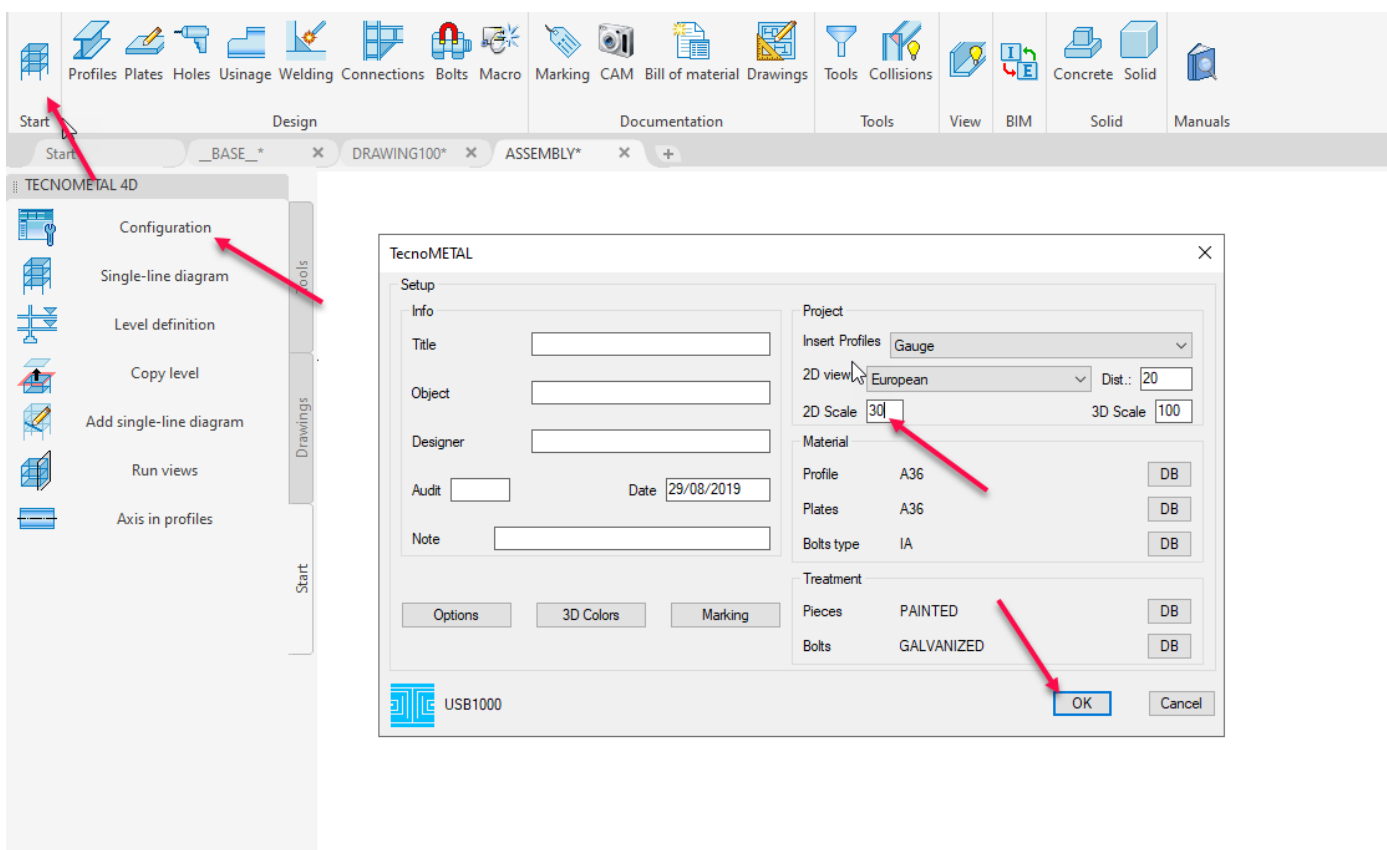 Profiles Plates Holes Usinage Welding Connections Bolts Macro Marking CAM Bill of material Drawings Tools Collisions Concrete Solid
Start Design Documentation Tools View BIM Solid Manuals
Start __BASE__* DRAWING100* ASSEMBLY*
TECNOMETAL 4D
Configuration
Single-line diagram
Level definition
Copy level
Add single-line diagram
Run views
Axis in profiles
Tools
Drawings
Start
TecnoMETAL
Setup
Info
Title
Object
Designer
Audit Date 29/08/2019
Note
Options 3D Colors Marking
Project
Insert Profiles Gauge
2D view European Dist.: 20
2D Scale 30 3D Scale 100
Material
Profile A36 DB
Plates A36 DB
Bolts type IA DB
Treatment
Pieces PAINTED DB
Bolts GALVANIZED DB
USB1000
OK Cancel